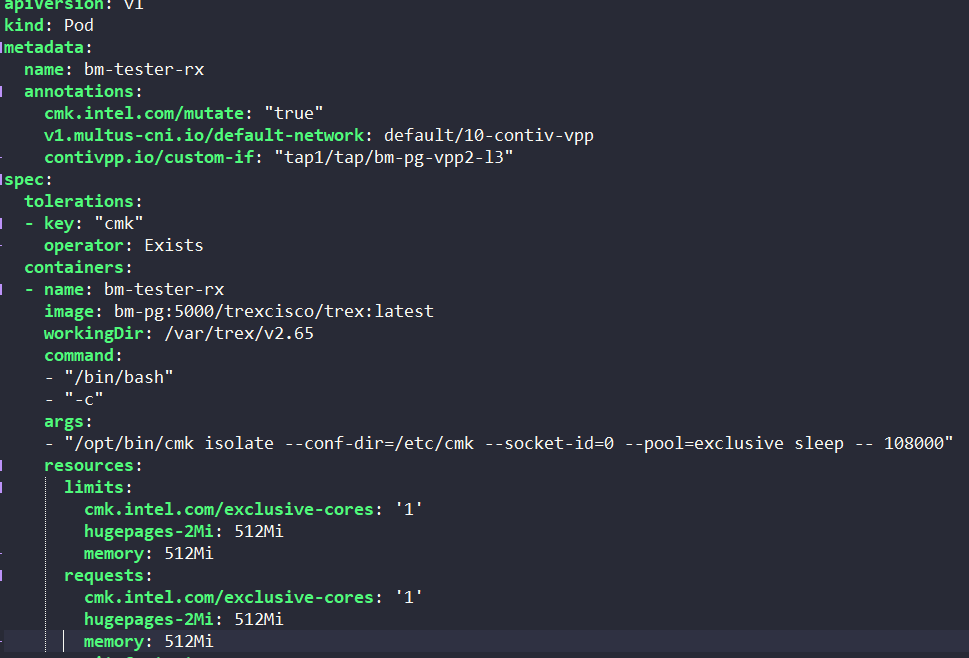 apiVersion: v1
kind: Pod
metadata:
  name: bm-tester-rx
  annotations:
    cmk.intel.com/mutate: "true"
    v1.multus-cni.io/default-network: default/10-contiv-vpp
    contivpp.io/custom-if: "tap1/tap/bm-pg-vpp2-l3"
spec:
  tolerations:
  - key: "cmk"
    operator: Exists
  containers:
  - name: bm-tester-rx
    image: bm-pg:5000/trexcisco/trex:latest
    workingDir: /var/trex/v2.65
    command:
    - "/bin/bash"
    - "-c"
    args:
    - "/opt/bin/cmk isolate --conf-dir=/etc/cmk --socket-id=0 --pool=exclusive sleep -- 108000"
    resources:
      limits:
        cmk.intel.com/exclusive-cores: '1'
        hugepages-2Mi: 512Mi
        memory: 512Mi
      requests:
        cmk.intel.com/exclusive-cores: '1'
        hugepages-2Mi: 512Mi
        memory: 512Mi